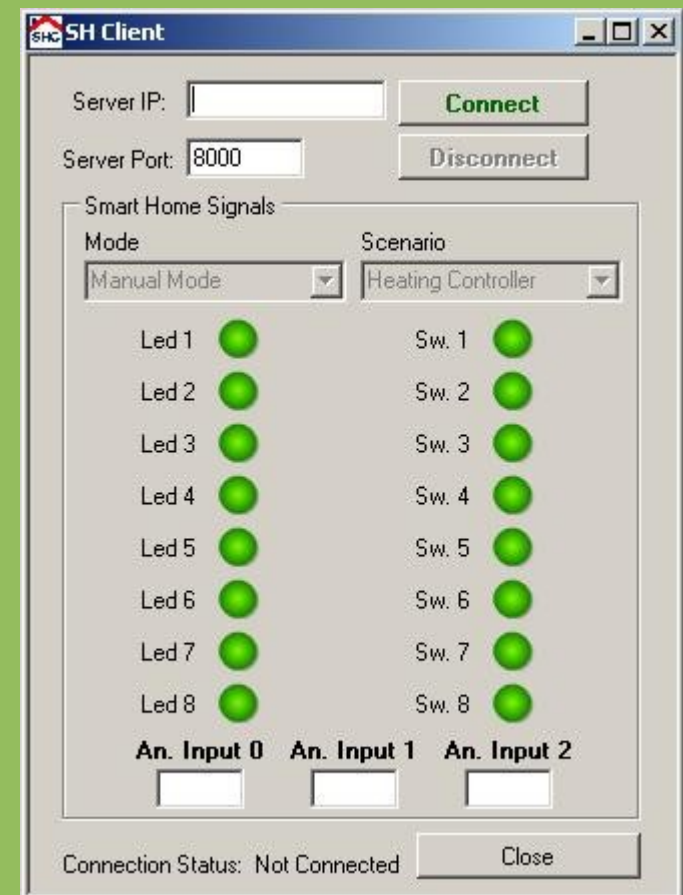 SHC SH Client
Server IP: Connect
Server Port: 8000 Disconnect
Smart Home Signals
Mode Scenario
Manual Mode Heating Controller
Led 1 Sw. 1
Led 2 Sw. 2
Led 3 Sw. 3
Led 4 Sw. 4
Led 5 Sw. 5
Led 6 Sw. 6
Led 7 Sw. 7
Led 8 Sw. 8
An. Input 0 An. Input 1 An. Input 2
Connection Status: Not Connected Close